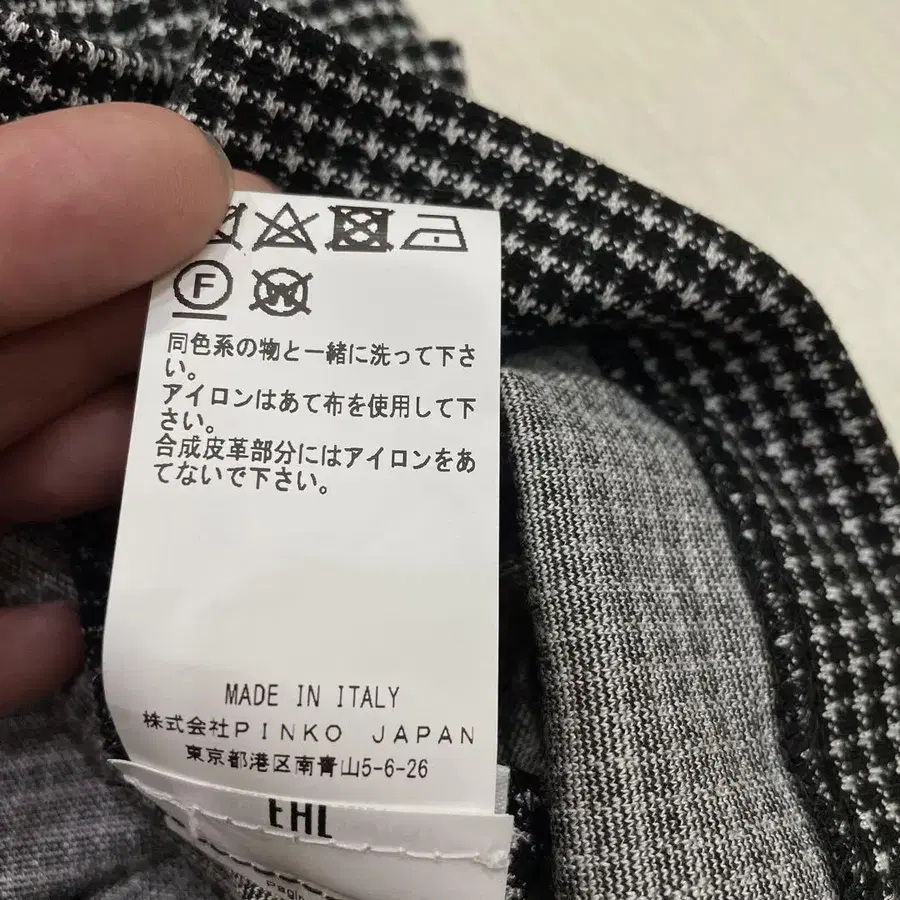 F
W
同色系の物と一緒に洗って下さ
い。
アイロンはあて布を使用して下
さい。
合成皮革部分にはアイロンをあ
てないで下さい。
MADE IN ITALY
株式会社PINKO JAPAN
東京都港区南青山5-6-26
EHL